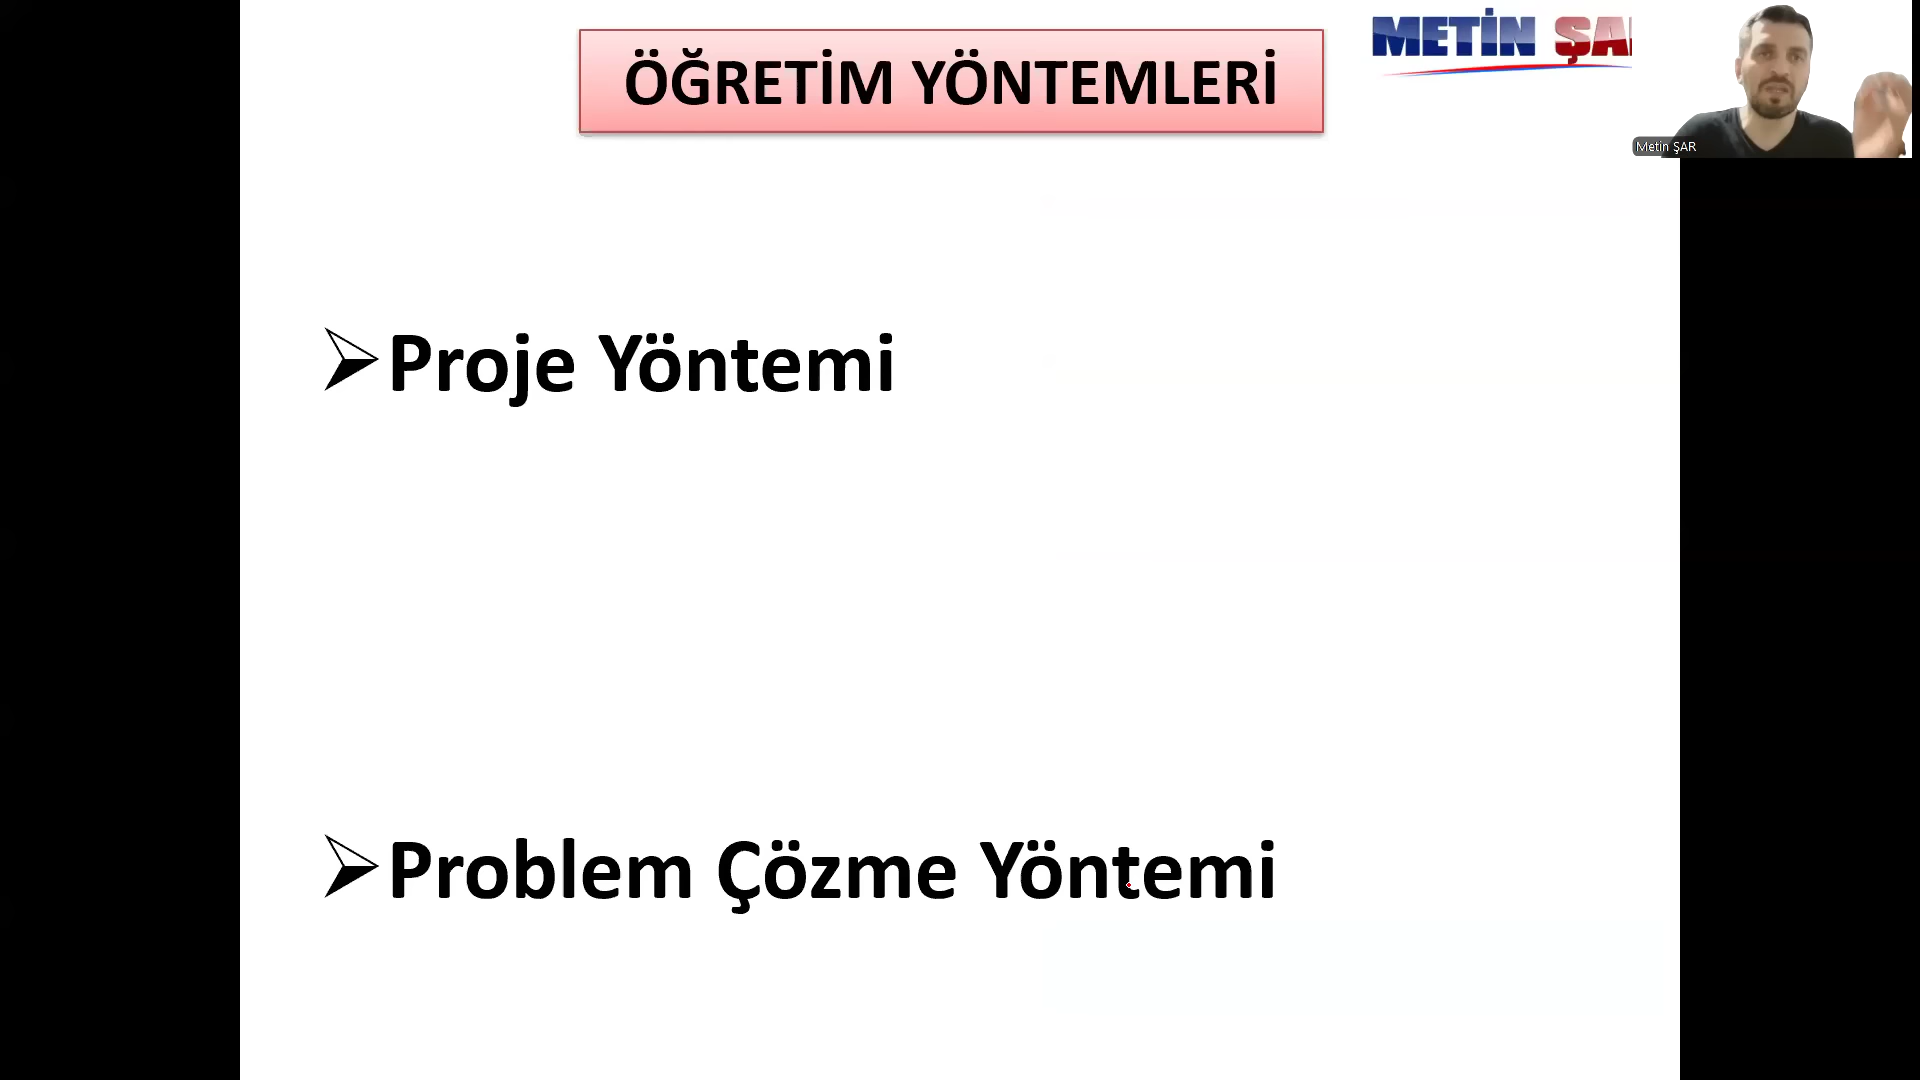 ÖĞRETİM YÖNTEMLERİ
METİN ŞA
Metin ŞAR
Proje Yöntemi
Problem Çözme Yöntemi